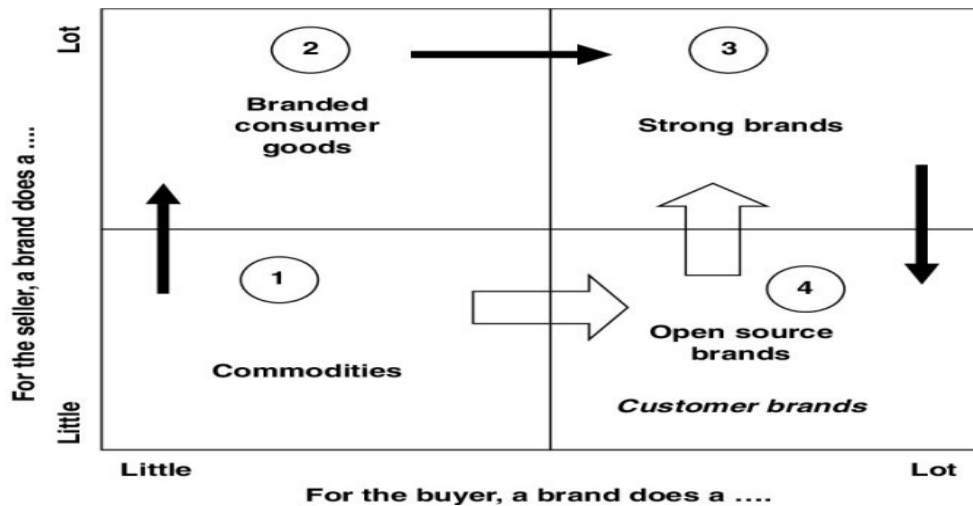 Lot
2
3
Branded
consumer
goods
Strong brands
For the seller, a brand does a ....
1
4
Open source
brands
Commodities
Customer brands
Little
Little
Lot
For the buyer, a brand does a ....